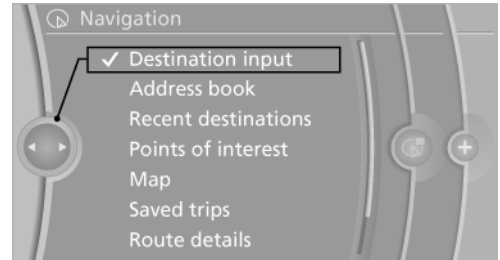 Navigation
Destination input
Address book
Recent destinations
Points of interest
Map
Saved trips
Route details